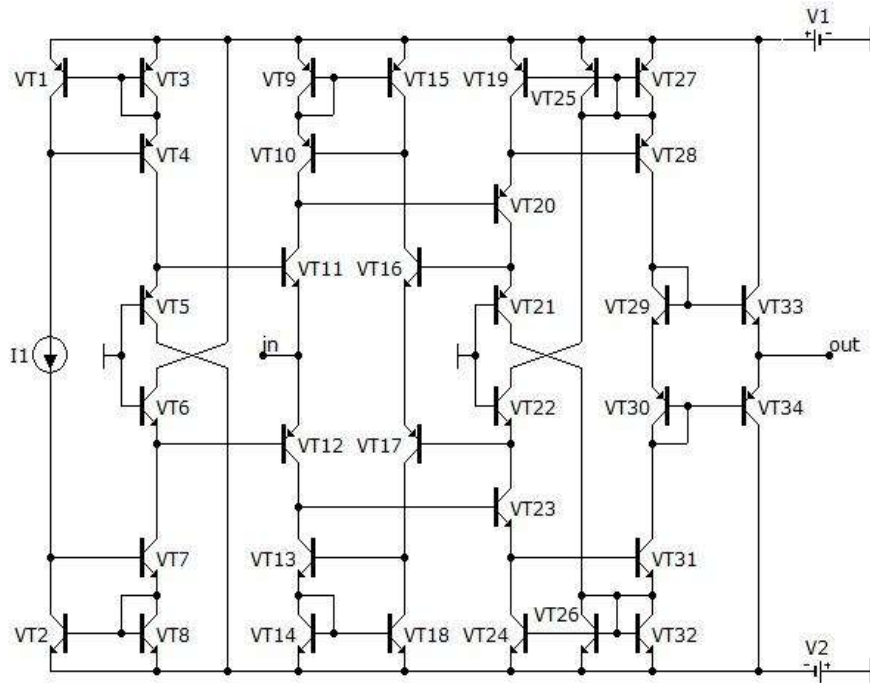 V1
+ -
VT1 VT3 VT9 VT15 VT19 VT25 VT27
VT4 VT10 VT28
VT20
VT11 VT16
VT5 VT21 VT29 VT33
I1 in out
VT6 VT22 VT30 VT34
VT12 VT17
VT23
VT7 VT13 VT31
VT2 VT8 VT14 VT18 VT24 VT26 VT32
V2
- +